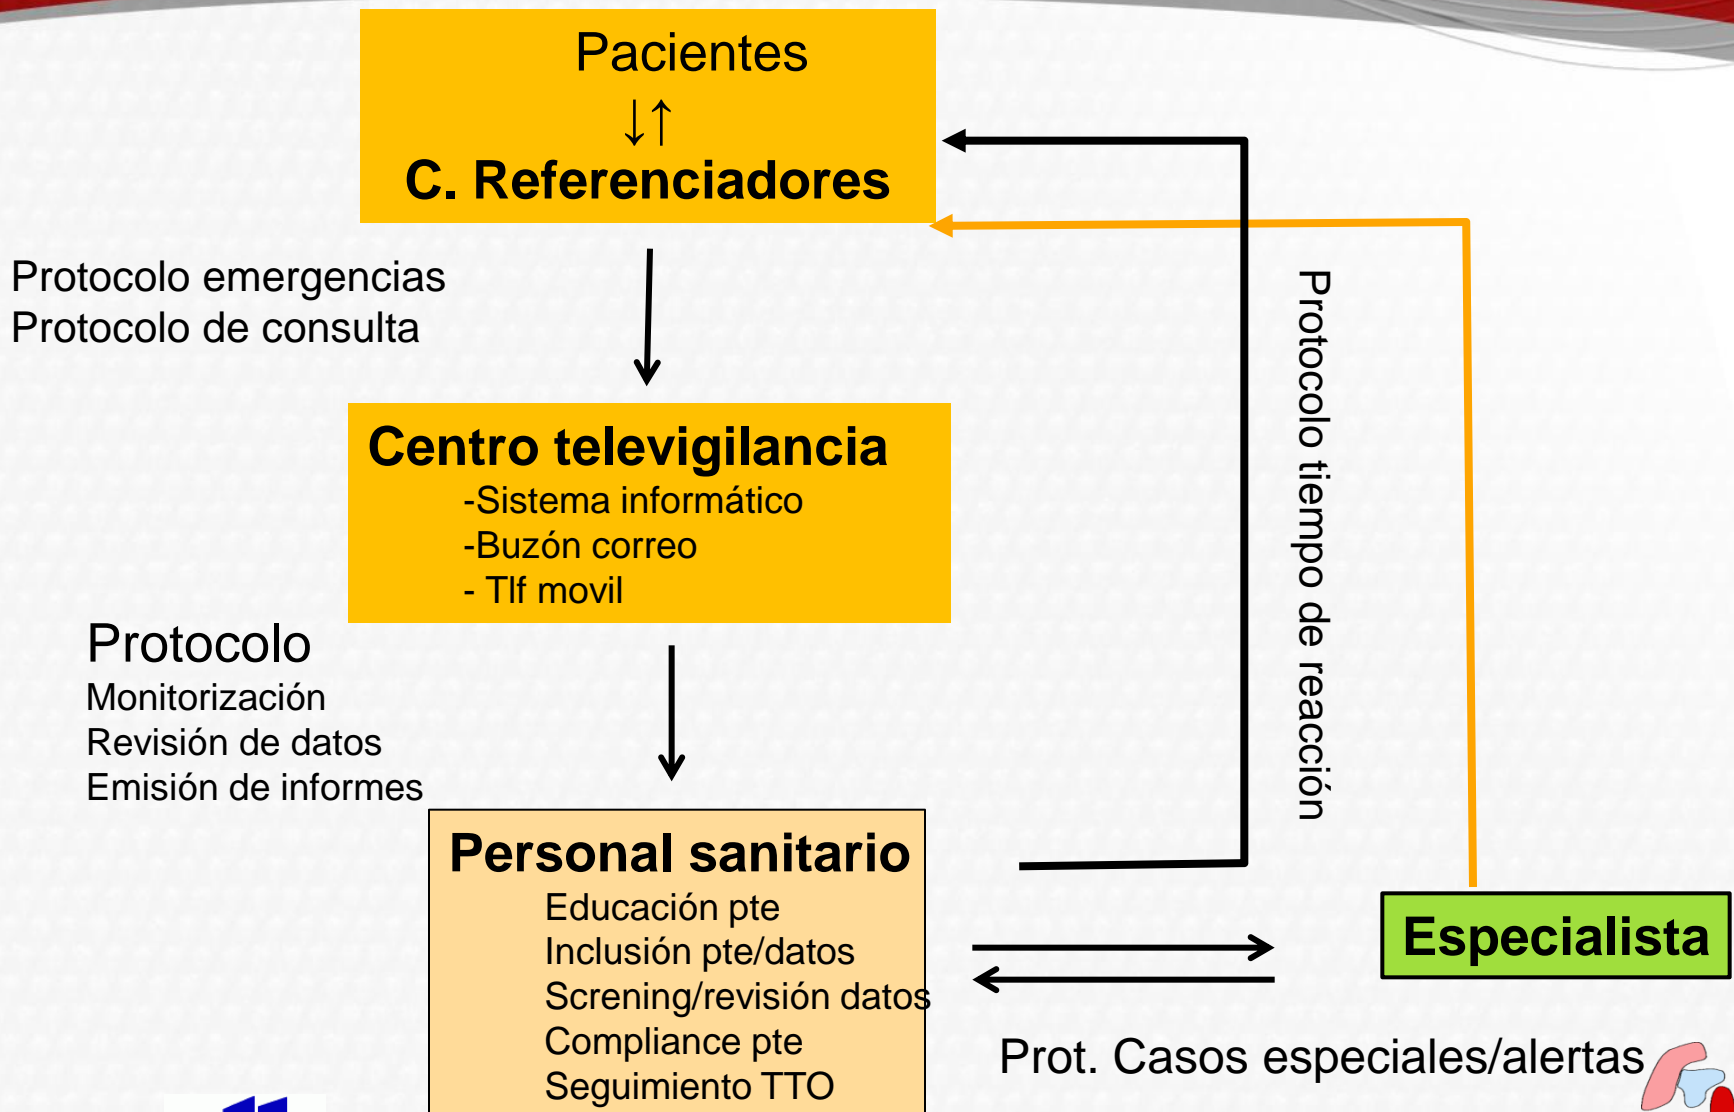 Pacientes
↓↑
C. Referenciadores
Protocolo emergencias
Protocolo de consulta
Centro televigilancia
-Sistema informático
-Buzón correo
- Tlf movil
Protocolo
Monitorización
Revisión de datos
Emisión de informes
Personal sanitario
Educación pte
Inclusión pte/datos
Screning/revisión datos
Compliance pte
Seguimiento TTO
Protocolo tiempo de reacción
Especialista
Prot. Casos especiales/alertas